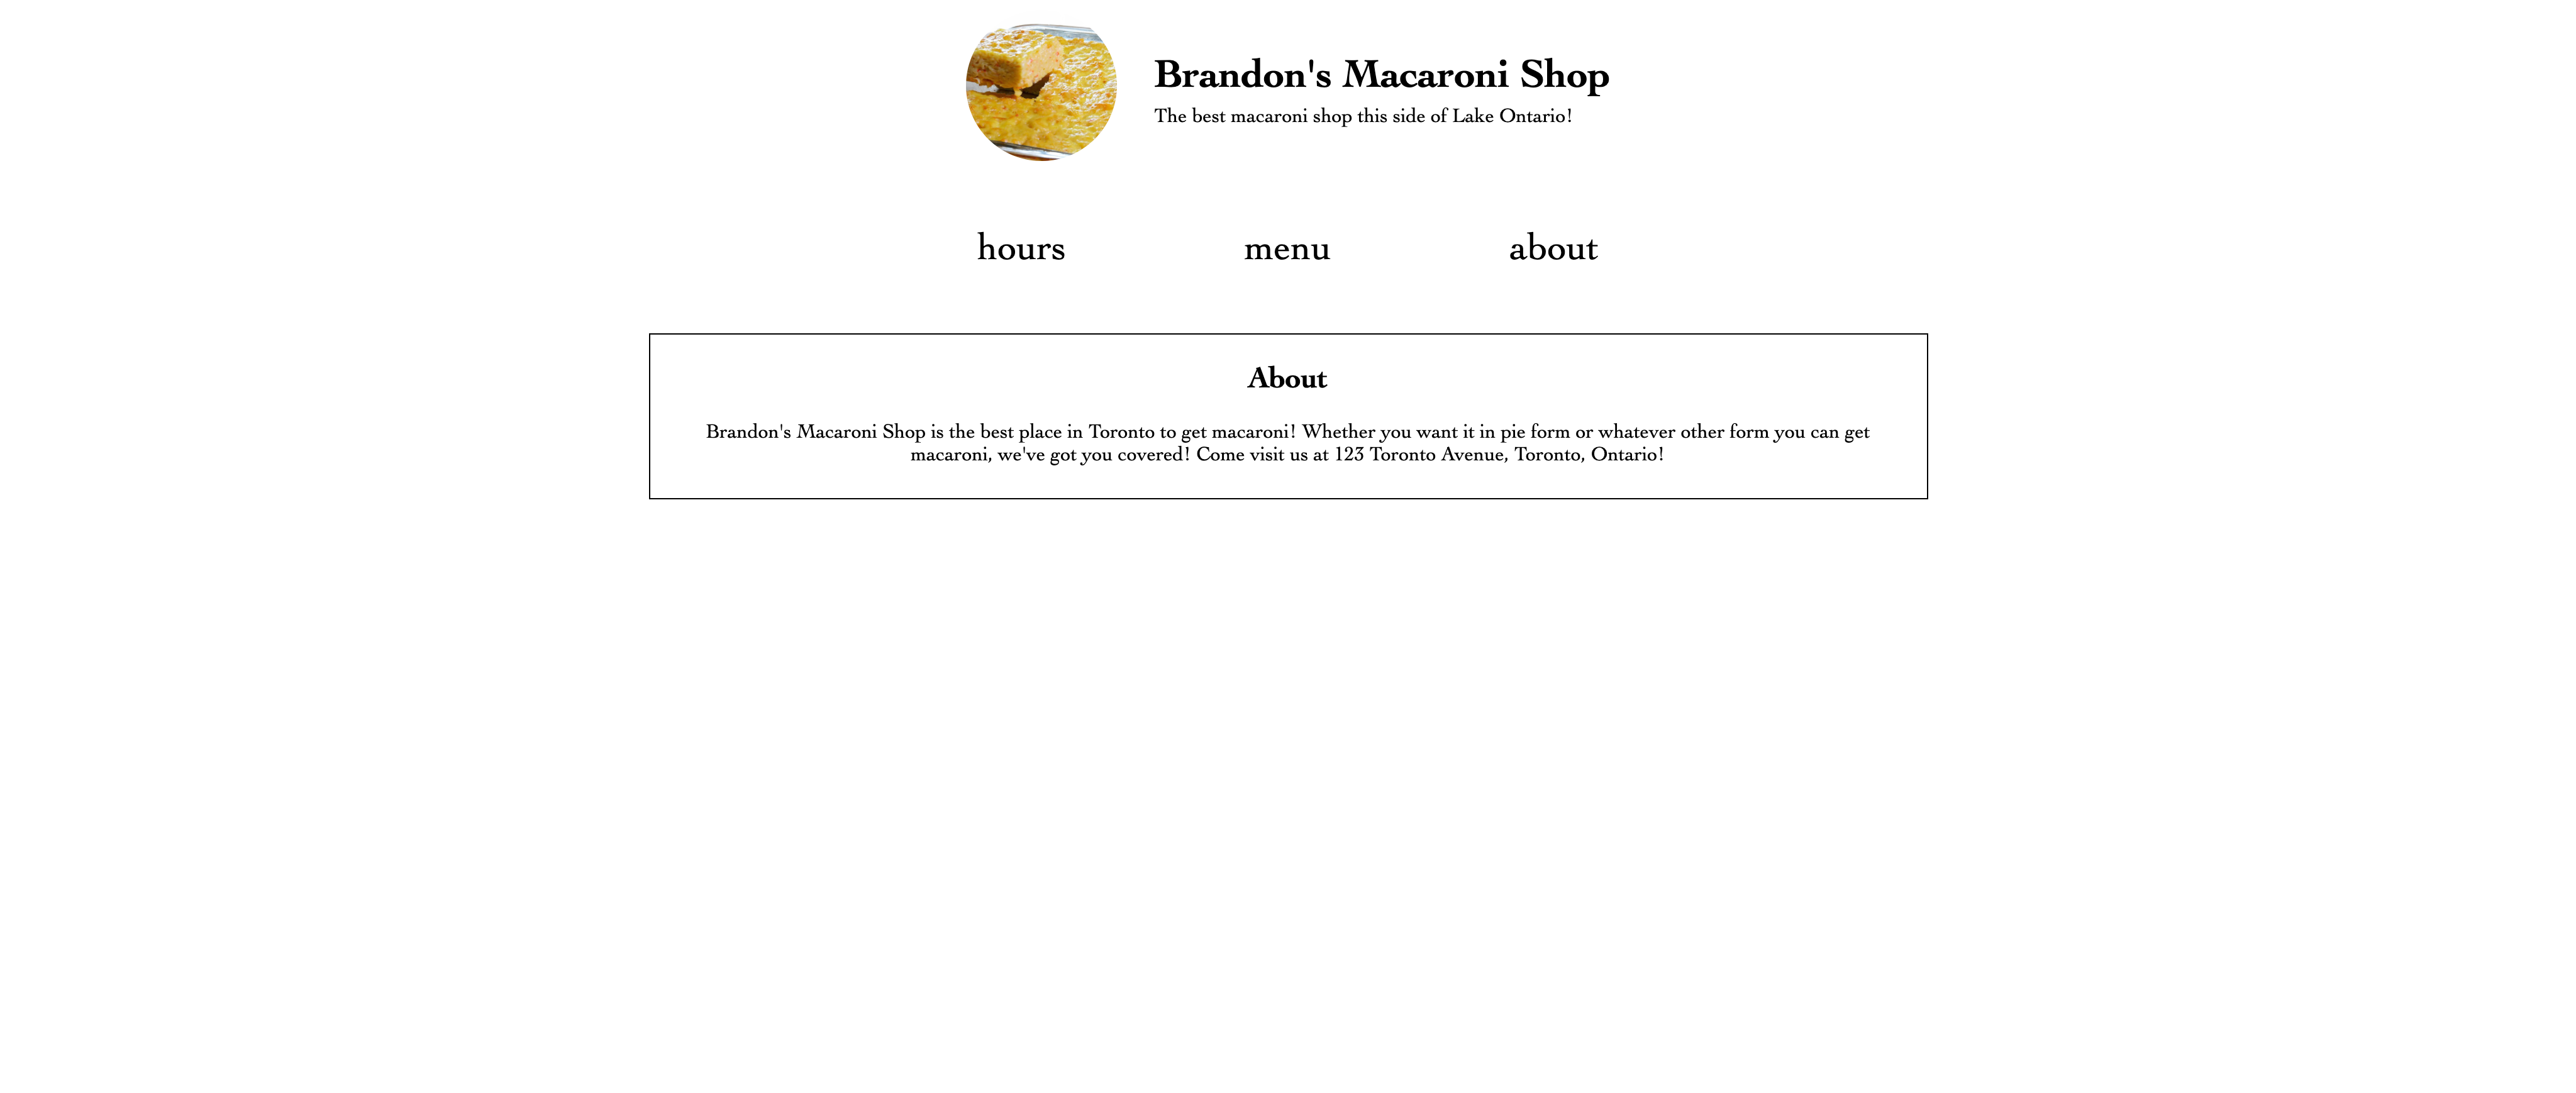 Brandon's Macaroni Shop
The best macaroni shop this side of Lake Ontario!
hours
menu
about
About
Brandon's Macaroni Shop is the best place in Toronto to get macaroni! Whether you want it in pie form or whatever other form you can get
macaroni, we've got you covered! Come visit us at 123 Toronto Avenue, Toronto, Ontario!